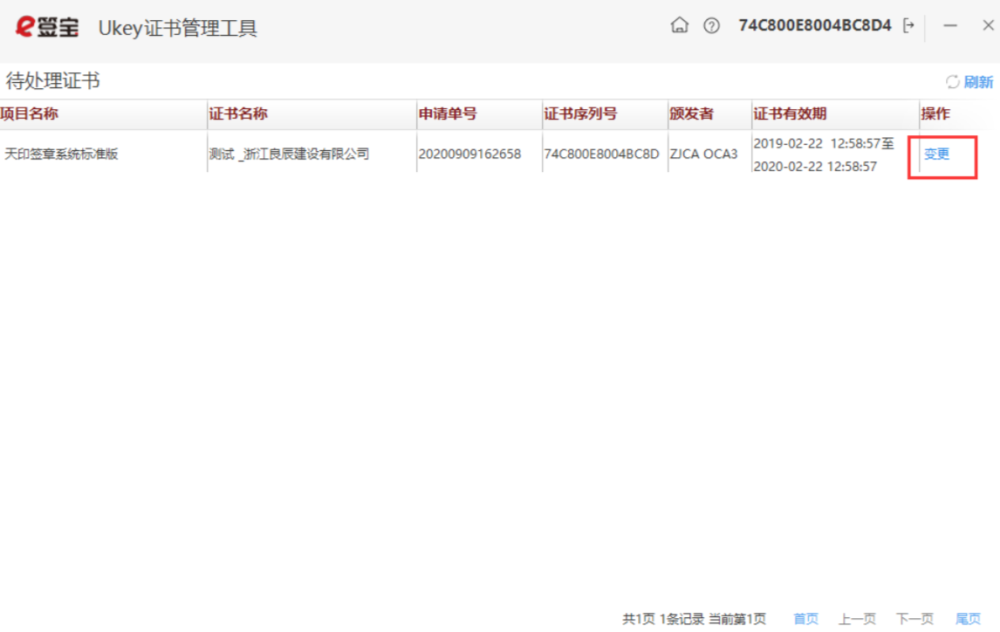 e签宝 Ukey证书管理工具 74C800E8004BC8D4
待处理证书 刷新
项目名称 证书名称 申请单号 证书序列号 颁发者 证书有效期 操作
天印签章系统标准版 测试 _浙江良辰建设有限公司 20200909162658 74C800E8004BC8D ZJCA OCA3 2019-02-22 12:58:57至 变更
2020-02-22 12:58:57
共1页 1条记录 当前第1页 首页 上一页 下一页 尾页